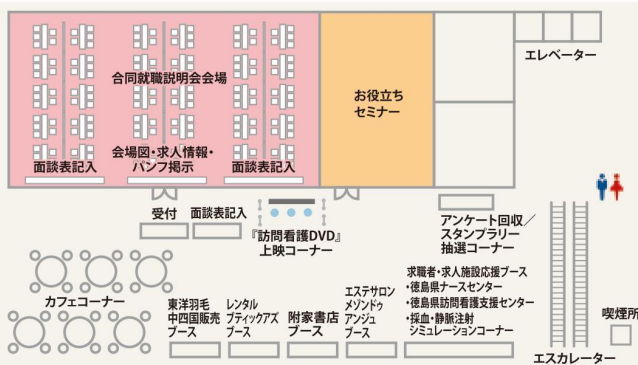 エレベーター
合同就職説明会会場
お役立ち
セミナー
会場図・求人情報・
パンフ掲示
面談表記入
面談表記入
受付
面談表記入
『訪問看護DVD』
上映コーナー
アンケート回収/
スタンプラリー
抽選コーナー
カフェコーナー
東洋羽毛
中四国販売
ブース
レンタル
ブティックアズ
ブース
附家書店
ブース
エステサロン
メゾンドゥ
アンジュ
ブース
求職者・求人施設応援ブース
・徳島県ナースセンター
・徳島県訪問看護支援センター
・採血・静脈注射
シミュレーションコーナー
喫煙所
エスカレーター